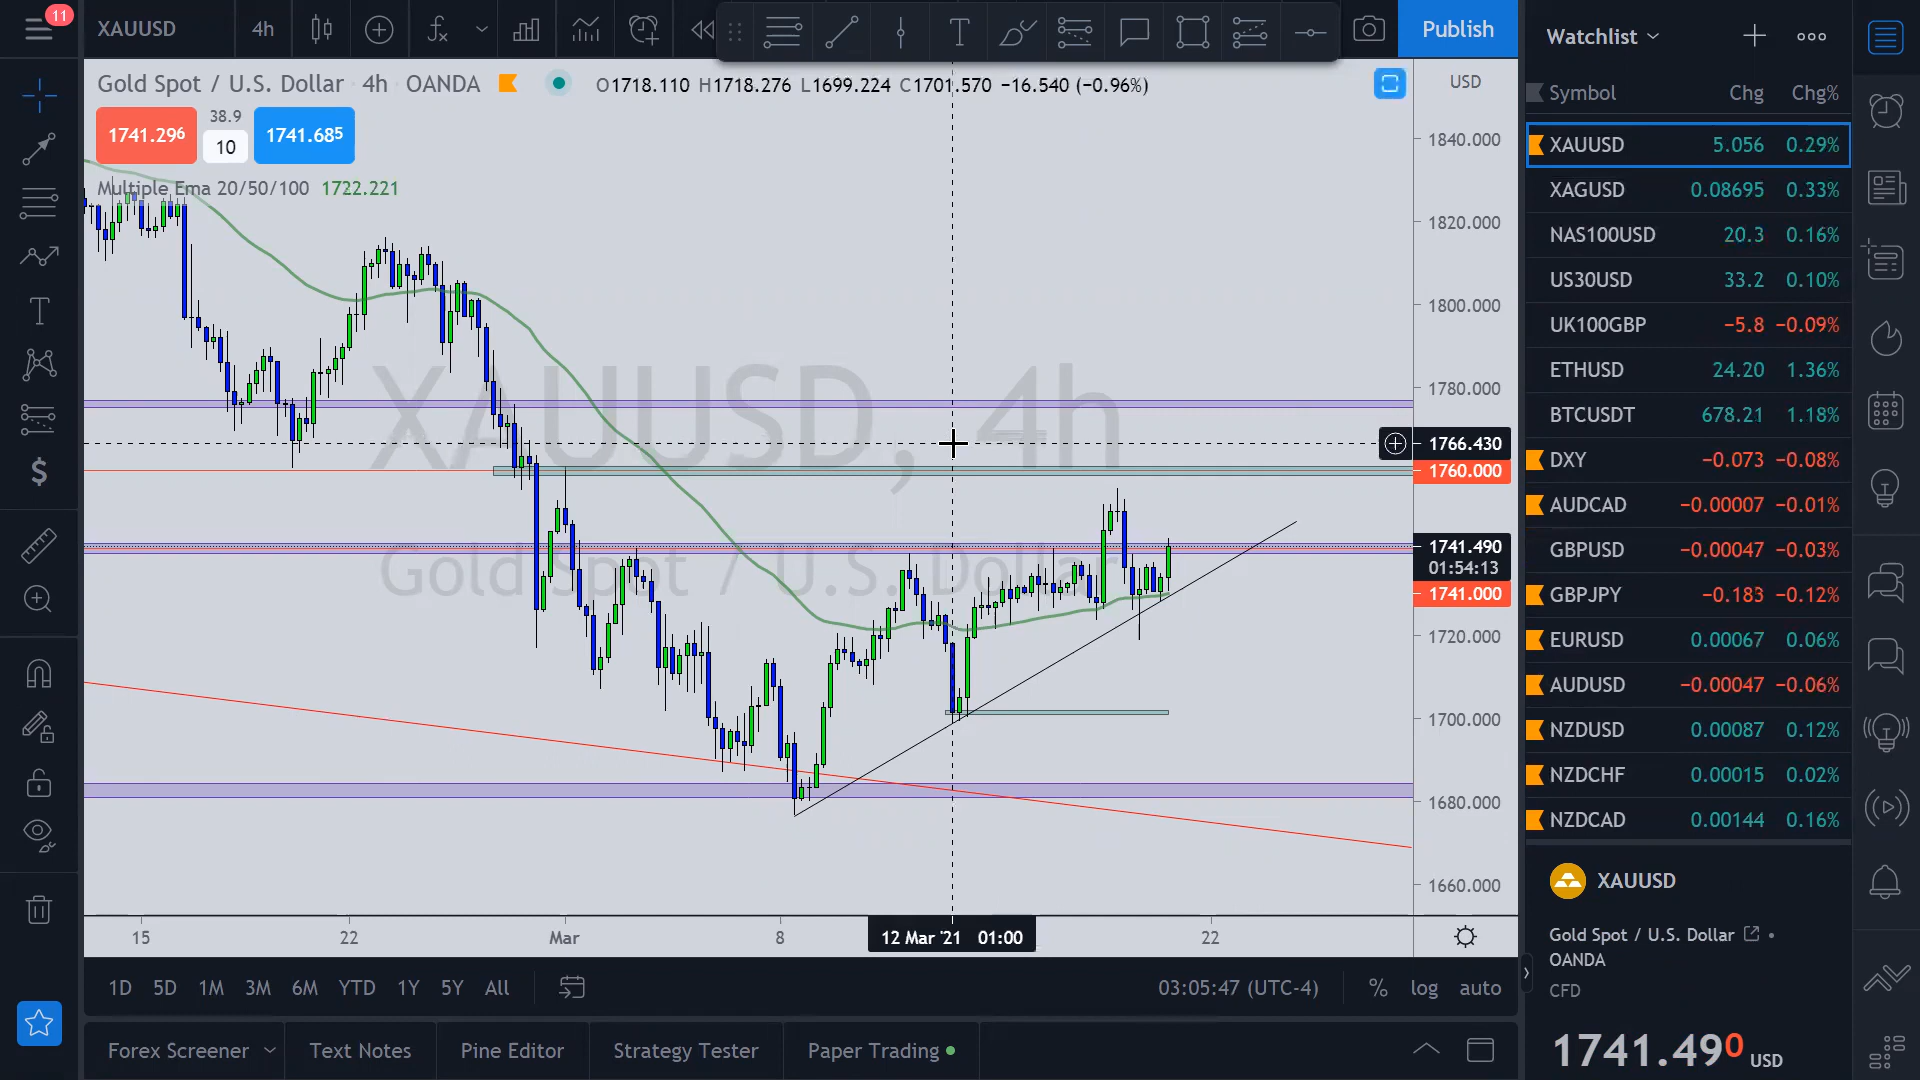 11
XAUUSD
4h
Publish
Watchlist
Gold Spot / U.S. Dollar · 4h · OANDA
O1718.110 H1718.276 L1699.224 C1701.570 −16.540 (−0.96%)
USD
1741.296
38.9
10
1741.685
Multiple Ema 20/50/100 1722.221
XAUUSD, 4h
Gold Spot / U.S. Dollar
1840.000
1820.000
1800.000
1780.000
1766.430
1760.000
1741.490
01:54:13
1741.000
1720.000
1700.000
1680.000
1660.000
15
22
Mar
8
12 Mar '21 01:00
22
1D 5D 1M 3M 6M YTD 1Y 5Y All
03:05:47 (UTC-4)
% log auto
Forex Screener
Text Notes
Pine Editor
Strategy Tester
Paper Trading
Symbol Chg Chg%
XAUUSD 5.056 0.29%
XAGUSD 0.08695 0.33%
NAS100USD 20.3 0.16%
US30USD 33.2 0.10%
UK100GBP −5.8 −0.09%
ETHUSD 24.20 1.36%
BTCUSDT 678.21 1.18%
DXY −0.073 −0.08%
AUDCAD −0.00007 −0.01%
GBPUSD −0.00047 −0.03%
GBPJPY −0.183 −0.12%
EURUSD 0.00067 0.06%
AUDUSD −0.00047 −0.06%
NZDUSD 0.00087 0.12%
NZDCHF 0.00015 0.02%
NZDCAD 0.00144 0.16%
XAUUSD
Gold Spot / U.S. Dollar
OANDA
CFD
1741.490 USD